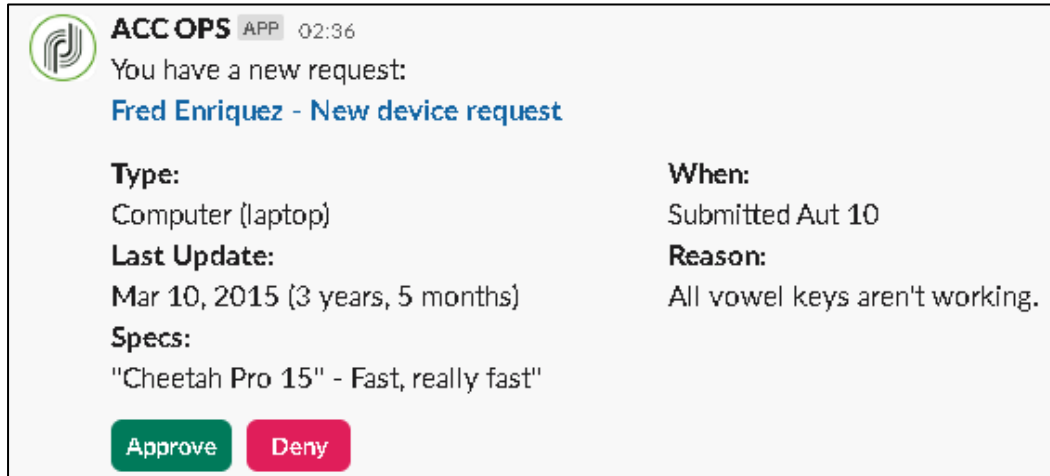 ACC OPS APP 02:36
You have a new request:
Fred Enriquez - New device request
Type:
Computer (laptop)
When:
Submitted Aut 10
Last Update:
Mar 10, 2015 (3 years, 5 months)
Reason:
All vowel keys aren't working.
Specs:
"Cheetah Pro 15" - Fast, really fast"
Approve
Deny